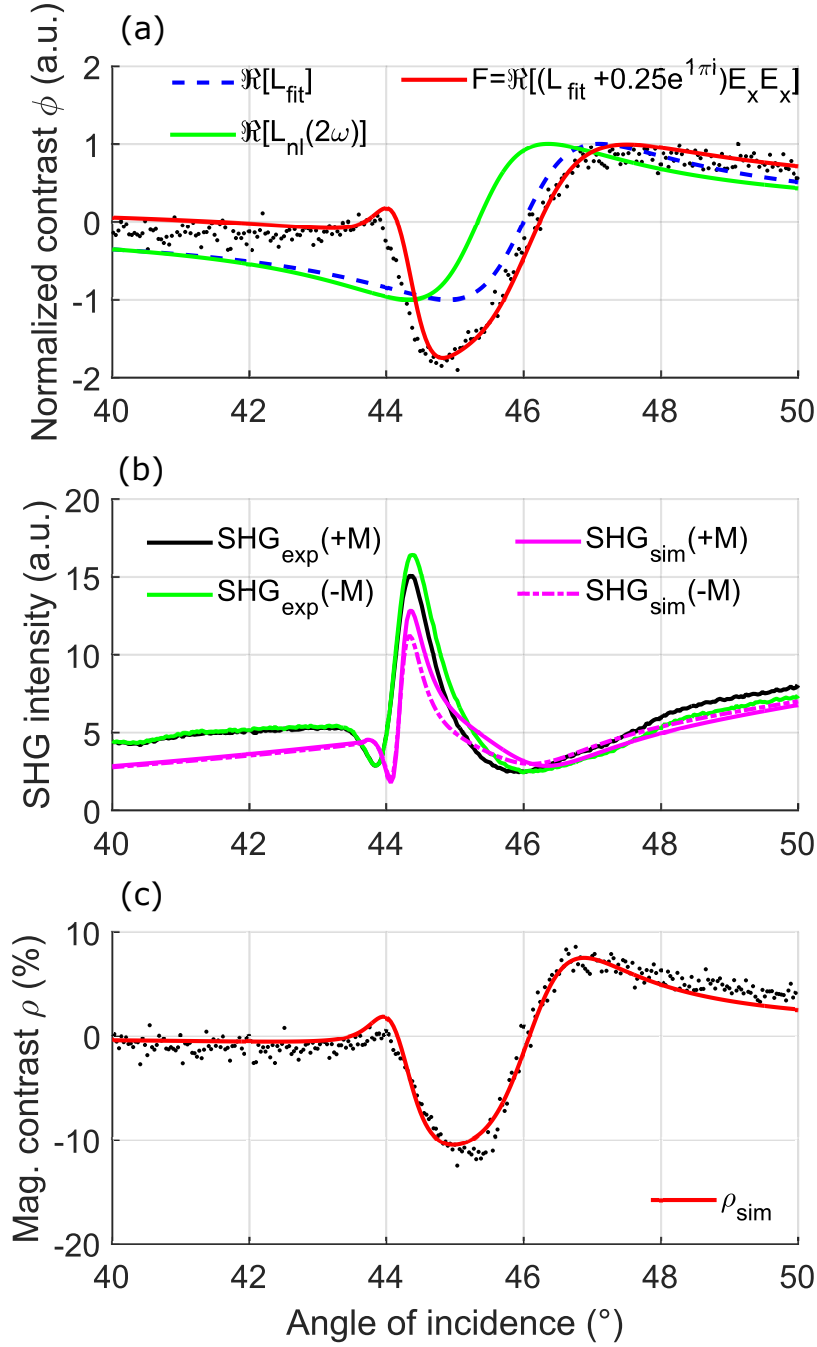 (a)
Normalized contrast ϕ (a.u.)
2
1
0
-1
-2
ℜ[L_fit]
F=ℜ[(L_fit +0.25e^{1πi})E_xE_x]
ℜ[L_nl(2ω)]
40 42 44 46 48 50
(b)
SHG intensity (a.u.)
20
15
10
5
0
SHG_exp(+M)
SHG_sim(+M)
SHG_exp(-M)
SHG_sim(-M)
40 42 44 46 48 50
(c)
Mag. contrast ρ (%)
10
0
-10
-20
ρ_sim
40 42 44 46 48 50
Angle of incidence (°)